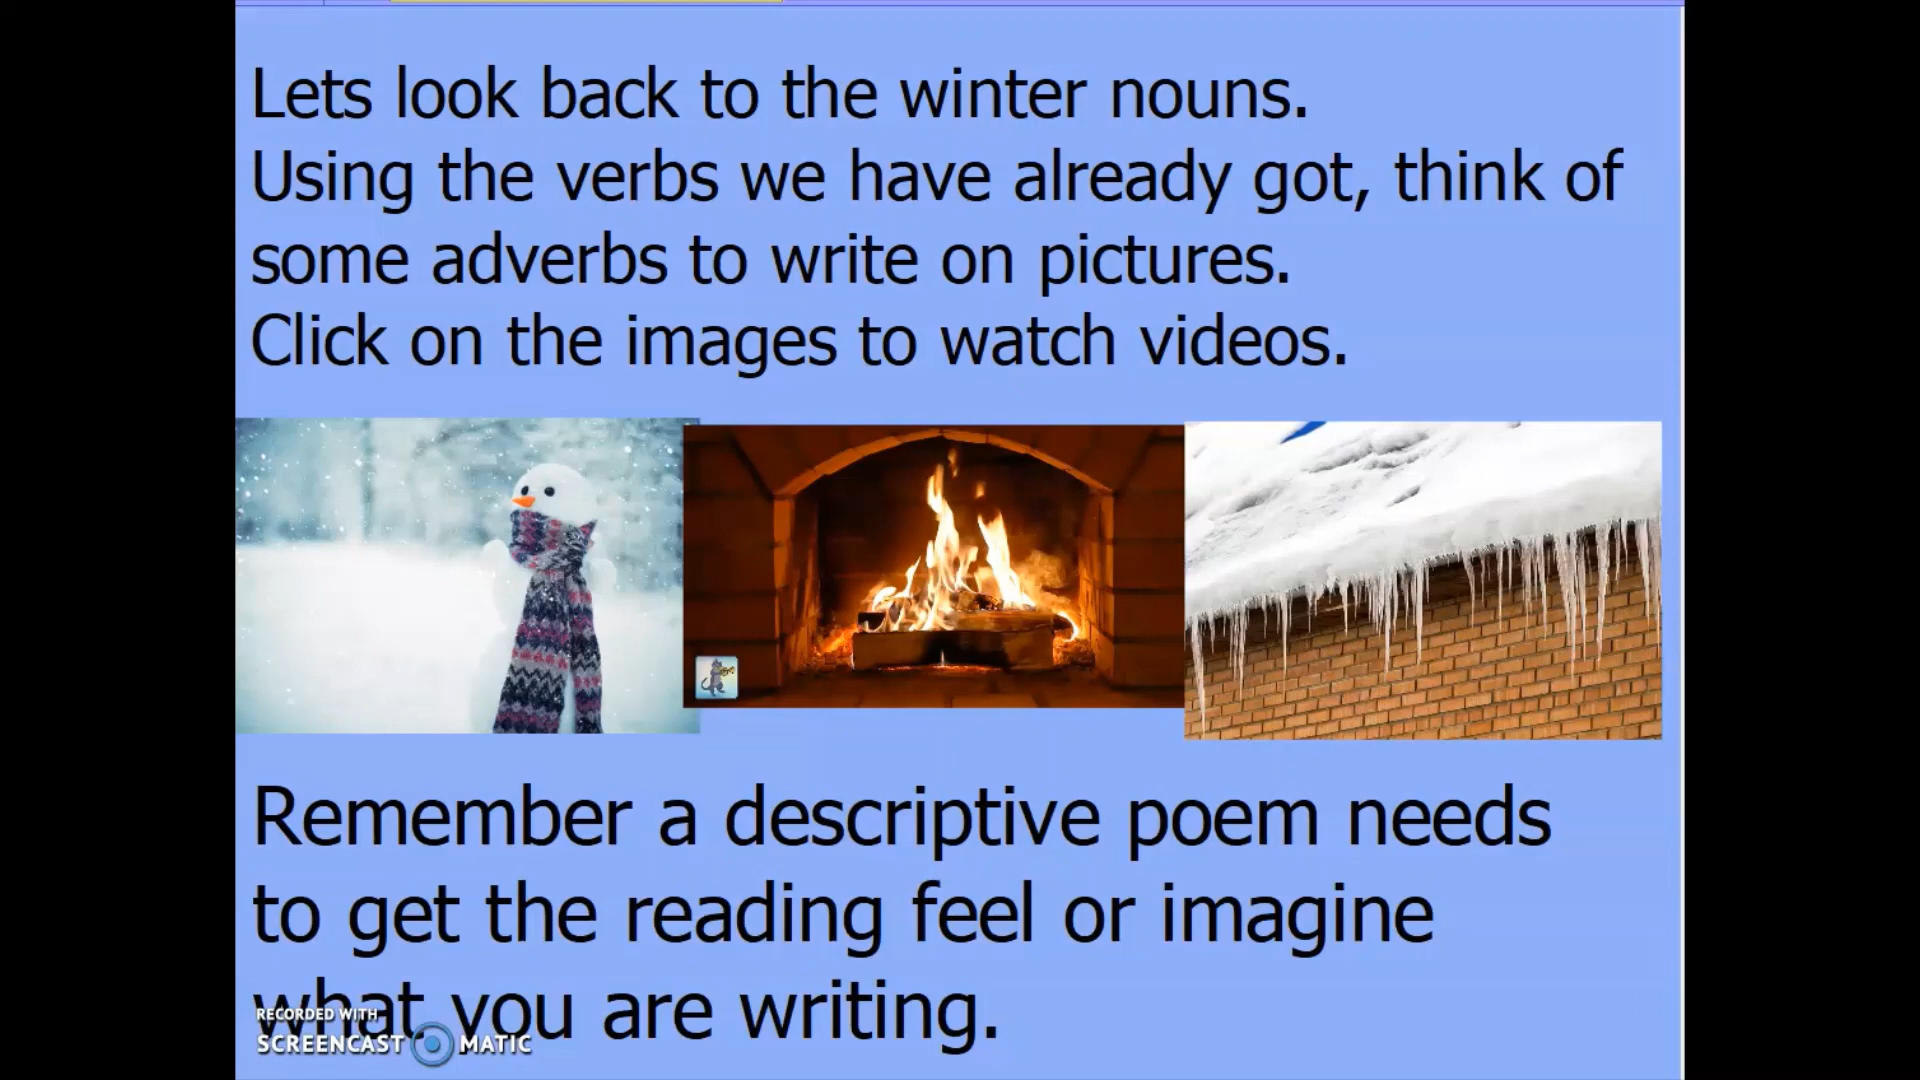 Lets look back to the winter nouns.
Using the verbs we have already got, think of
some adverbs to write on pictures.
Click on the images to watch videos.
Remember a descriptive poem needs
to get the reading feel or imagine
what you are writing.
RECORDED WITH
SCREENCAST MATIC